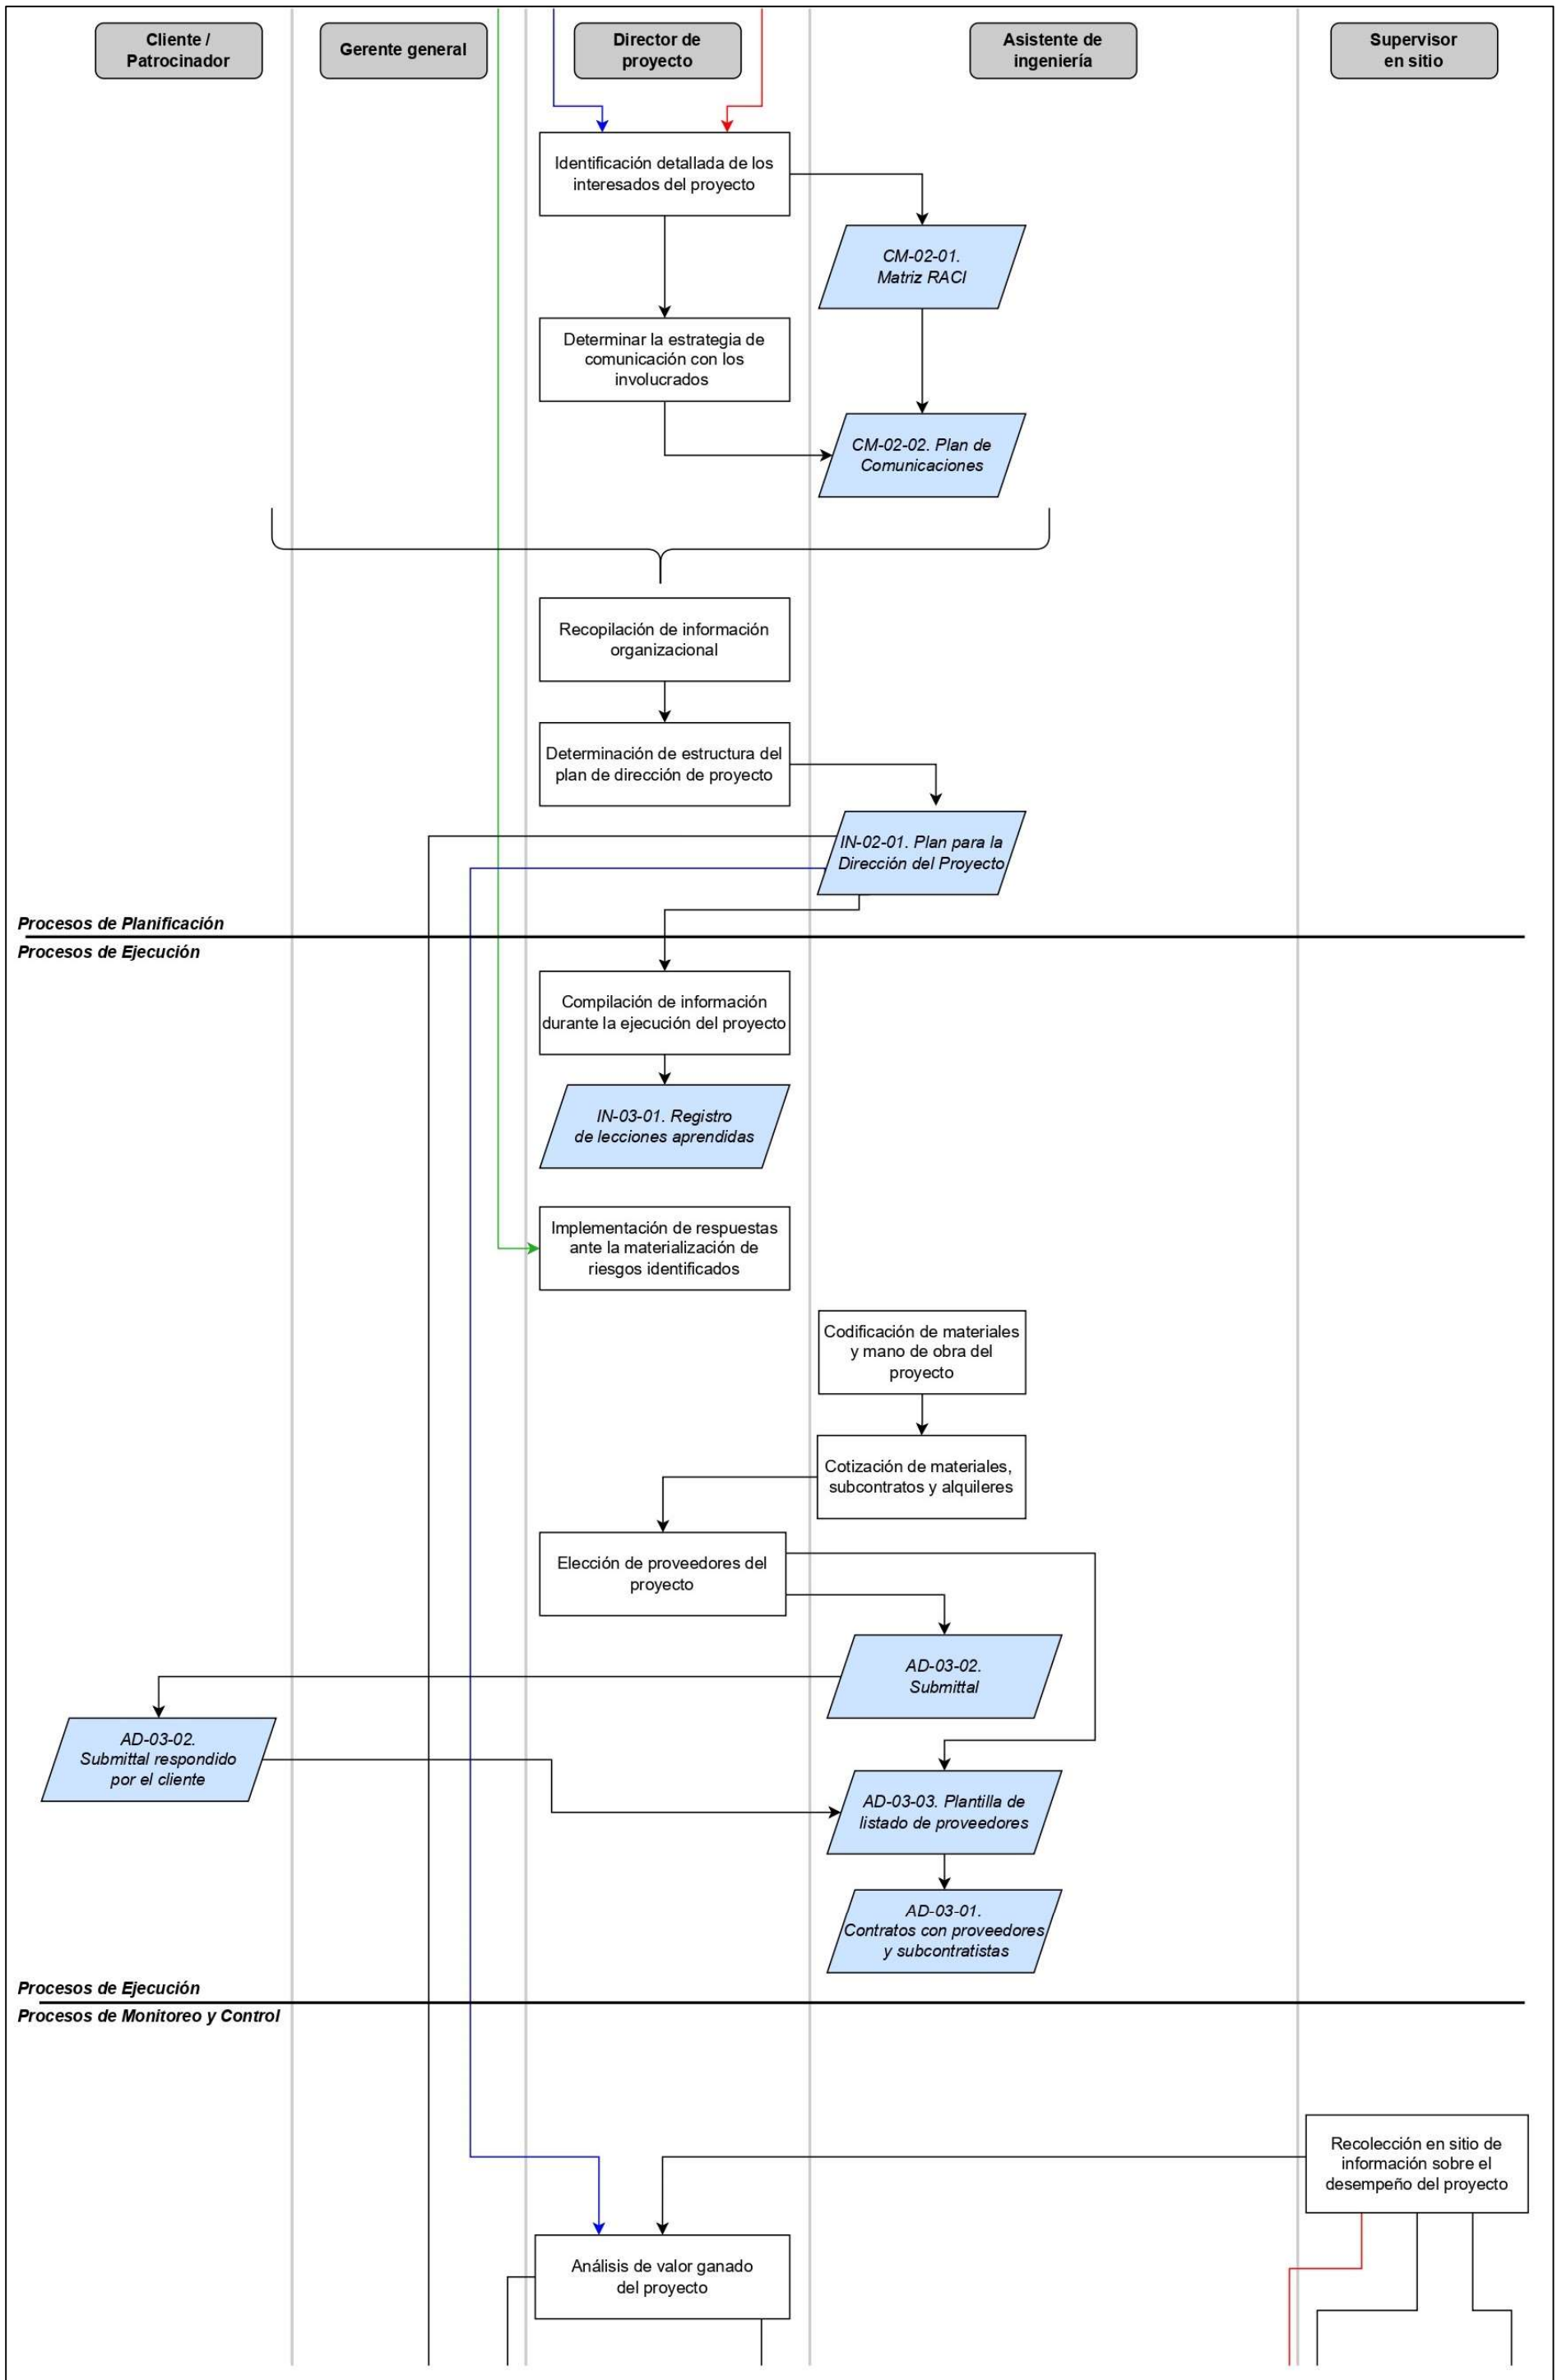 Cliente /
Patrocinador
Gerente general
Director de
proyecto
Asistente de
ingeniería
Supervisor
en sitio
Identificación detallada de los
interesados del proyecto
CM-02-01.
Matriz RACI
Determinar la estrategia de
comunicación con los
involucrados
CM-02-02. Plan de
Comunicaciones
Recopilación de información
organizacional
Determinación de estructura del
plan de dirección de proyecto
IN-02-01. Plan para la
Dirección del Proyecto
Procesos de Planificación
Procesos de Ejecución
Compilación de información
durante la ejecución del proyecto
IN-03-01. Registro
de lecciones aprendidas
Implementación de respuestas
ante la materialización de
riesgos identificados
Codificación de materiales
y mano de obra del
proyecto
Cotización de materiales,
subcontratos y alquileres
Elección de proveedores del
proyecto
AD-03-02.
Submittal
AD-03-02.
Submittal respondido
por el cliente
AD-03-03. Plantilla de
listado de proveedores
AD-03-01.
Contratos con proveedores
y subcontratistas
Procesos de Ejecución
Procesos de Monitoreo y Control
Recolección en sitio de
información sobre el
desempeño del proyecto
Análisis de valor ganado
del proyecto